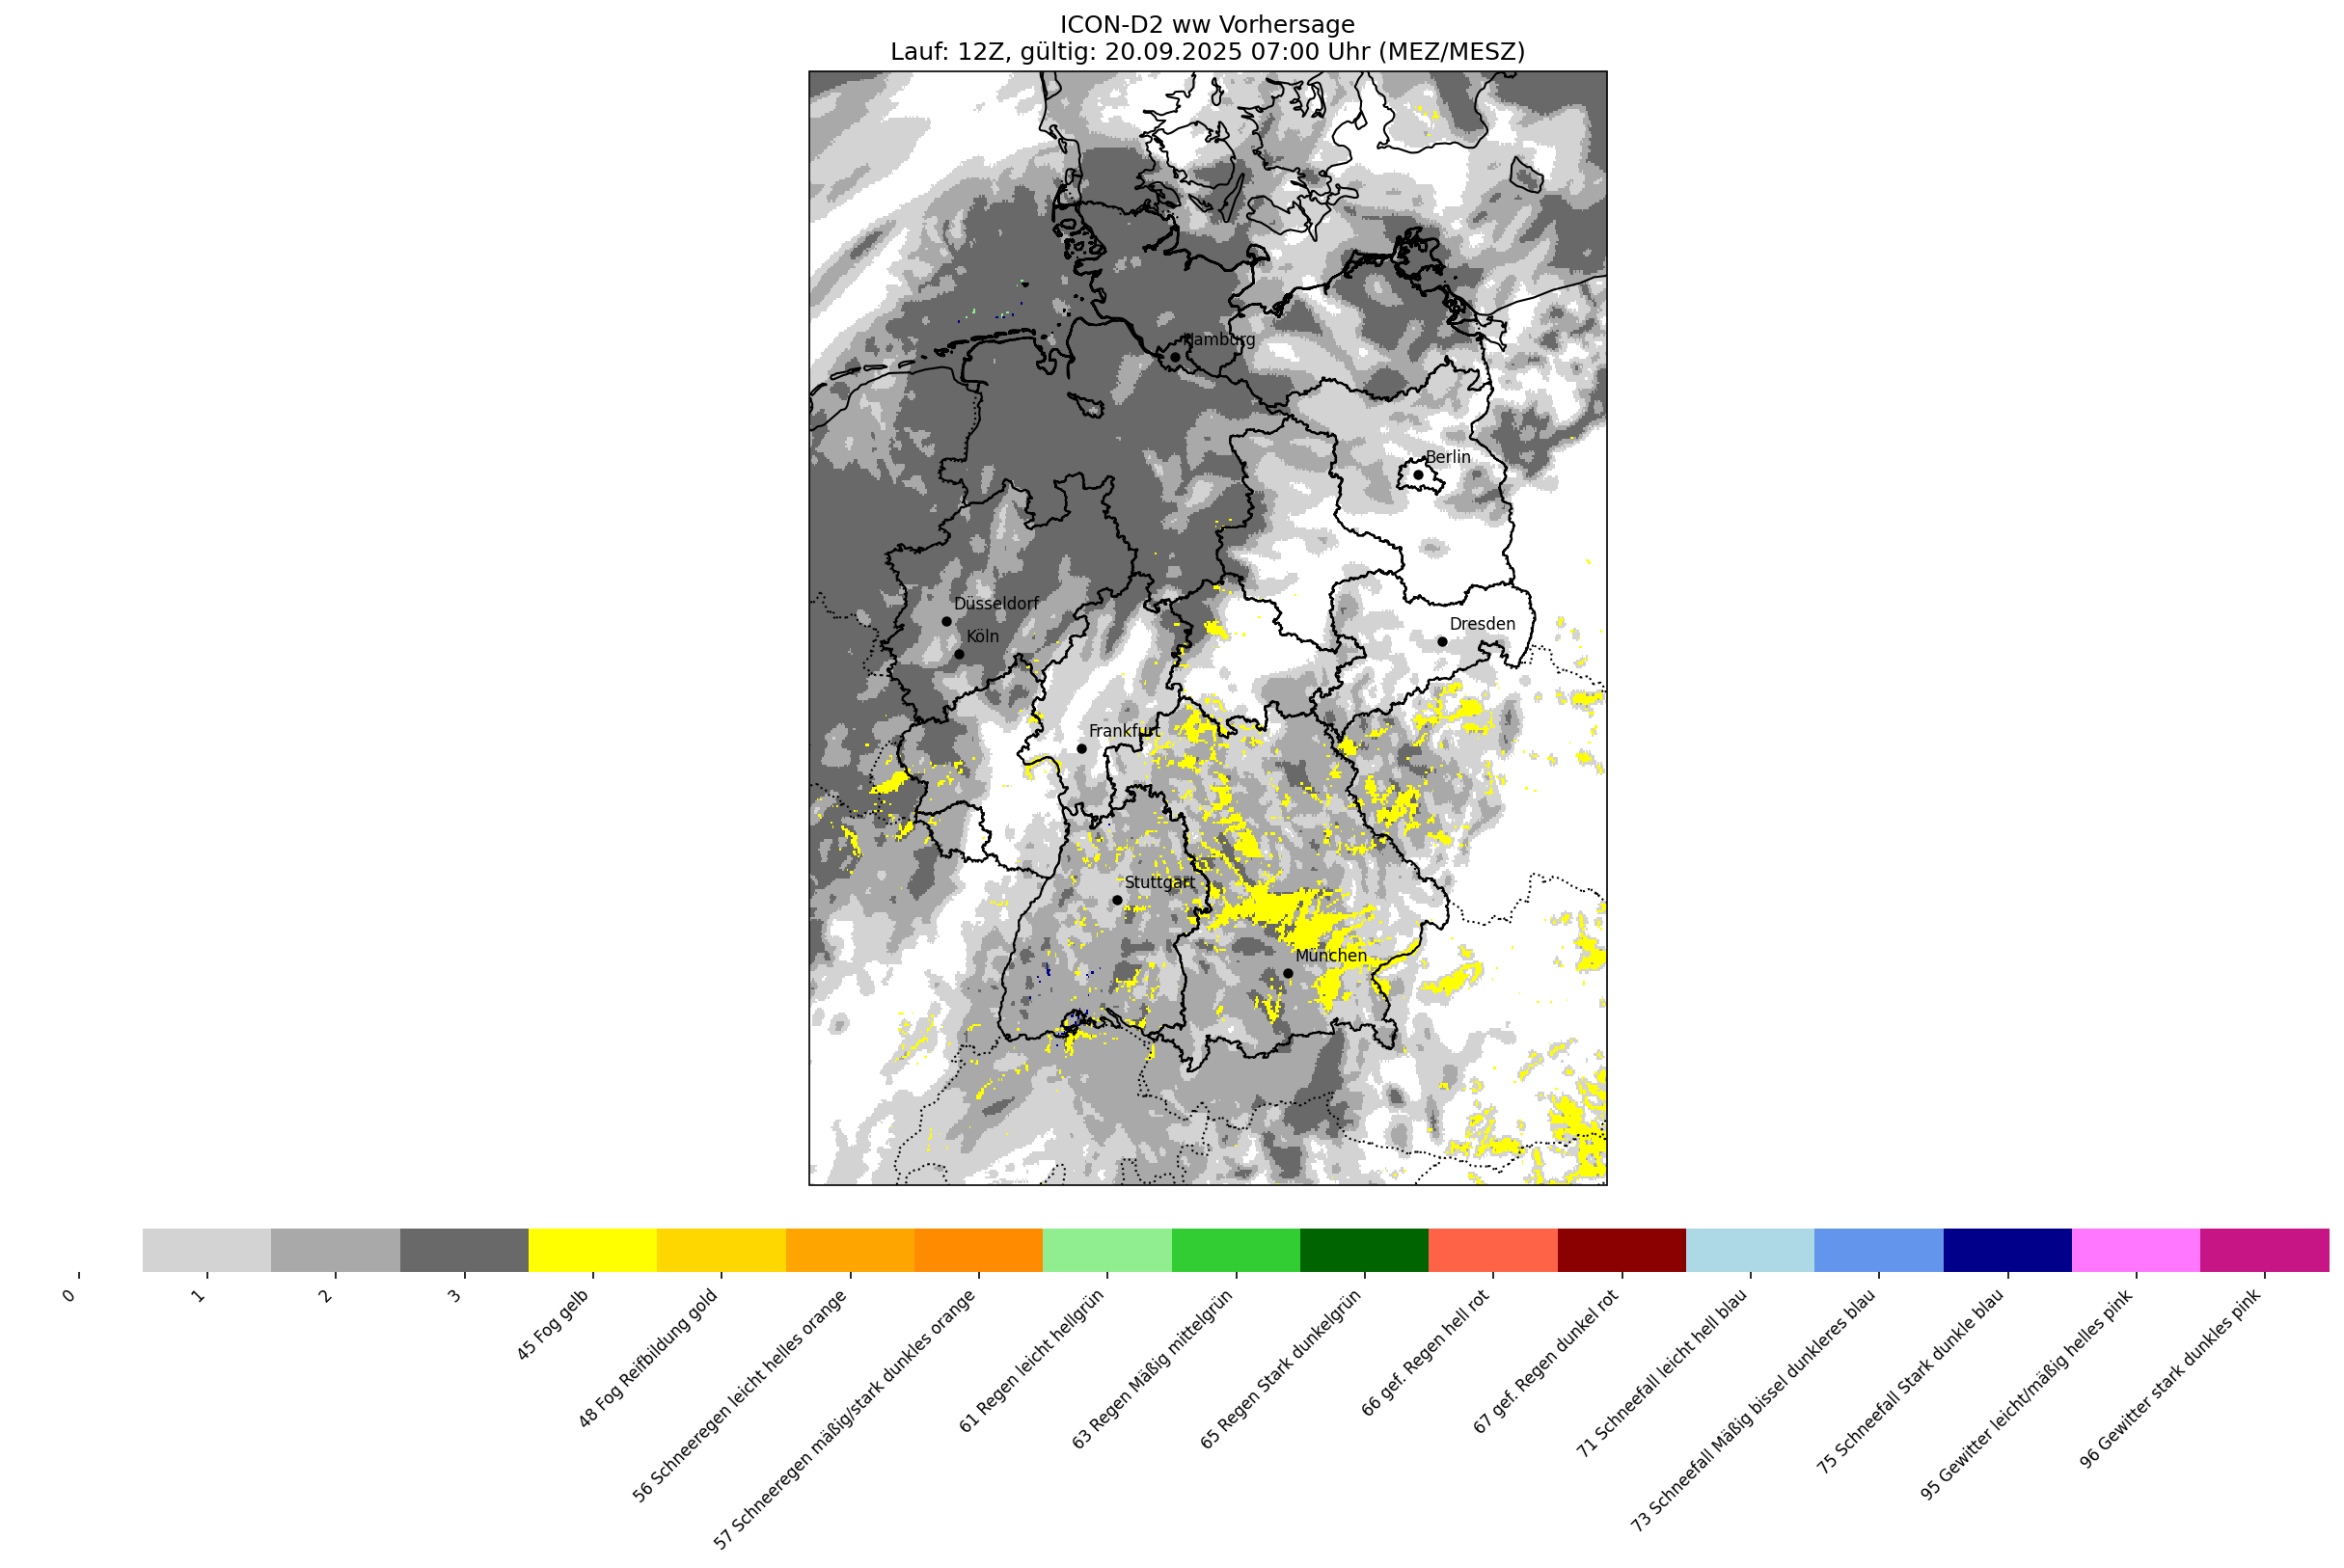 ICON-D2 ww Vorhersage
Lauf: 12Z, gültig: 20.09.2025 07:00 Uhr (MEZ/MESZ)
Hamburg
Berlin
Düsseldorf
Dresden
Köln
Frankfurt
Stuttgart
München
0
1
2
3
45 Fog gelb
48 Fog Reifbildung gold
56 Schneeregen leicht helles orange
57 Schneeregen mäßig/stark dunkles orange
61 Regen leicht hellgrün
63 Regen Mäßig mittelgrün
65 Regen Stark dunkelgrün
66 gef. Regen hell rot
67 gef. Regen dunkel rot
71 Schneefall leicht hell blau
73 Schneefall Mäßig bissel dunkleres blau
75 Schneefall Stark dunkle blau
95 Gewitter leicht/mäßig helles pink
96 Gewitter stark dunkles pink